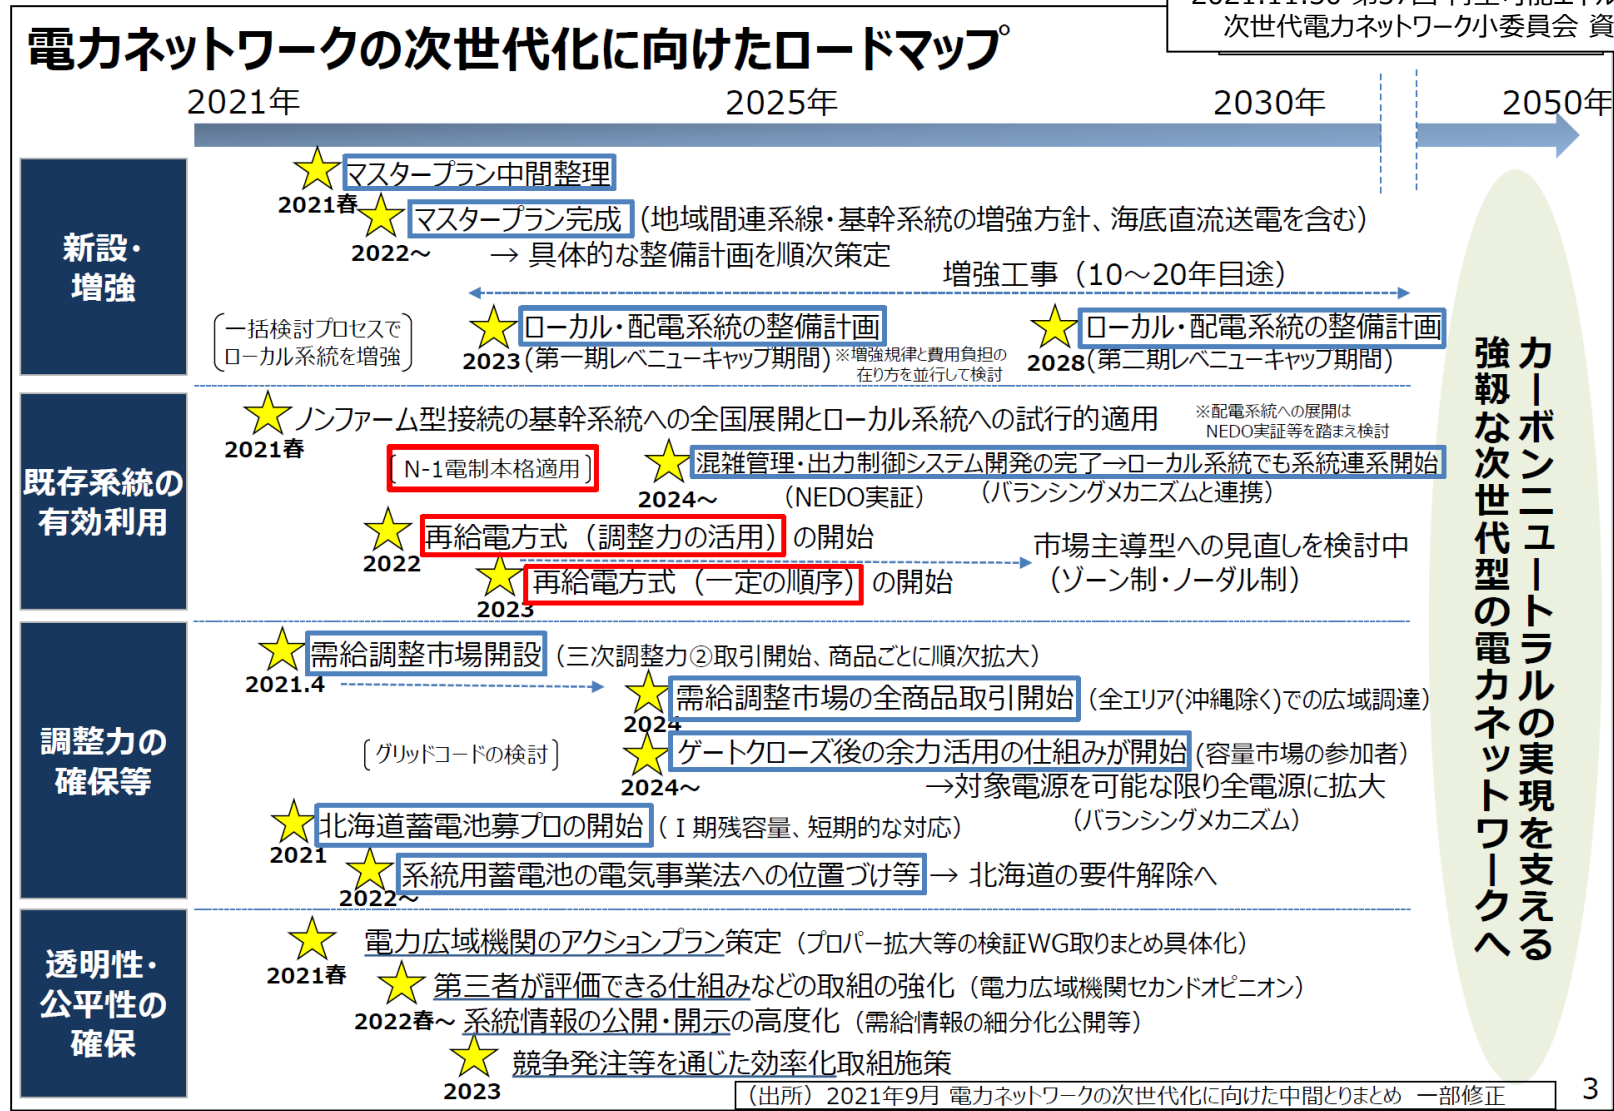 次世代電力ネットワーク小委員会 資
電力ネットワークの次世代化に向けたロードマップ
2021年
2025年
2030年
2050年
新設・
増強
マスタープラン中間整理
2021春
マスタープラン完成（地域間連系線・基幹系統の増強方針、海底直流送電を含む）
2022～
→ 具体的な整備計画を順次策定
増強工事（10～20年目途）
一括検討プロセスで
ローカル系統を増強
ローカル・配電系統の整備計画
2023（第一期レベニューキャップ期間）
※増強規律と費用負担の
在り方を並行して検討
ローカル・配電系統の整備計画
2028（第二期レベニューキャップ期間）
既存系統の
有効利用
ノンファーム型接続の基幹系統への全国展開とローカル系統への試行的適用
2021春
※配電系統への展開は
NEDO実証等を踏まえ検討
N-1電制本格適用
混雑管理・出力制御システム開発の完了→ローカル系統でも系統連系開始
2024～
（NEDO実証）
（バランシングメカニズムと連携）
再給電方式（調整力の活用）の開始
2022
再給電方式（一定の順序）の開始
2023
市場主導型への見直しを検討中
（ゾーン制・ノーダル制）
調整力の
確保等
需給調整市場開設（三次調整力②取引開始、商品ごとに順次拡大）
2021.4
需給調整市場の全商品取引開始（全エリア(沖縄除く)での広域調達）
2024
〔グリッドコードの検討〕
ゲートクローズ後の余力活用の仕組みが開始（容量市場の参加者）
2024～
→対象電源を可能な限り全電源に拡大
（バランシングメカニズム）
北海道蓄電池募プロの開始（Ⅰ期残容量、短期的な対応）
2021
系統用蓄電池の電気事業法への位置づけ等→ 北海道の要件解除へ
2022～
透明性・
公平性の
確保
電力広域機関のアクションプラン策定（プロパー拡大等の検証WG取りまとめ具体化）
2021春
第三者が評価できる仕組みなどの取組の強化（電力広域機関セカンドオピニオン）
2022春～ 系統情報の公開・開示の高度化（需給情報の細分化公開等）
競争発注等を通じた効率化取組施策
2023
カーボンニュートラルの実現を支える
強靱な次世代型の電力ネットワークへ
（出所）2021年9月 電力ネットワークの次世代化に向けた中間とりまとめ 一部修正
3